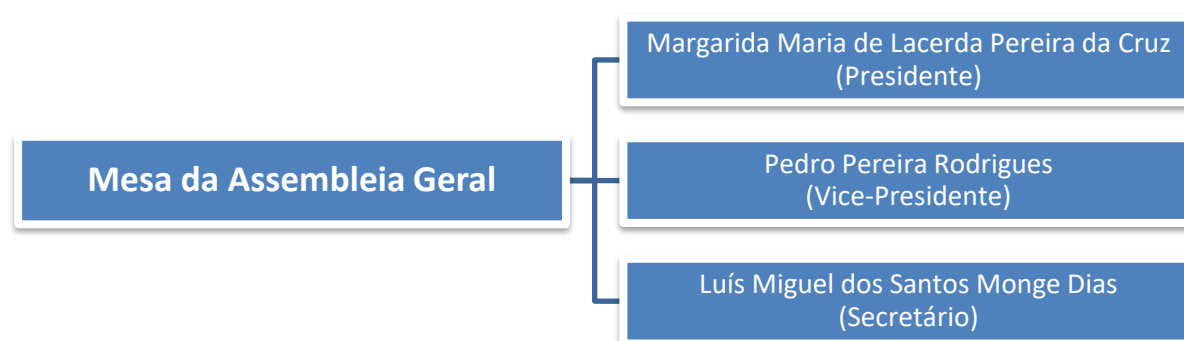 Margarida Maria de Lacerda Pereira da Cruz
(Presidente)
Mesa da Assembleia Geral
Pedro Pereira Rodrigues
(Vice-Presidente)
Luís Miguel dos Santos Monge Dias
(Secretário)